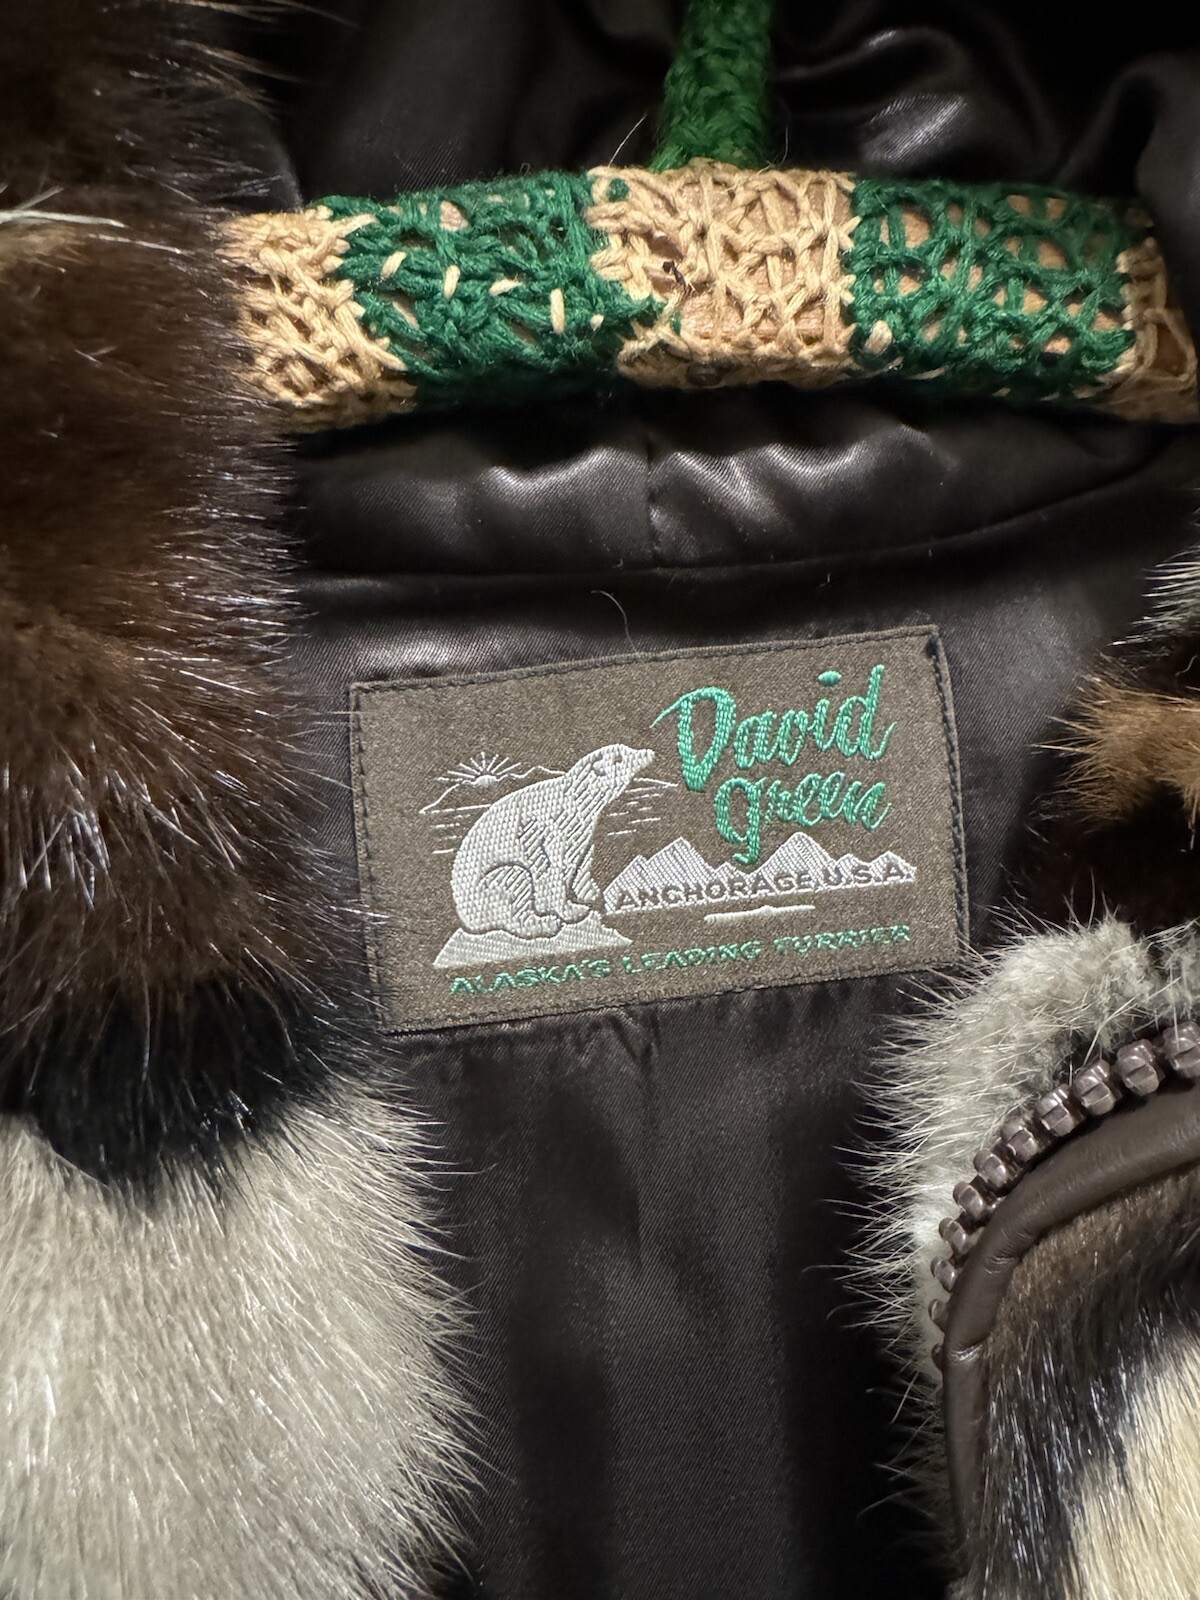 David
green
ANCHORAGE, U.S.A.
ALASKA'S LEADING FURRIER